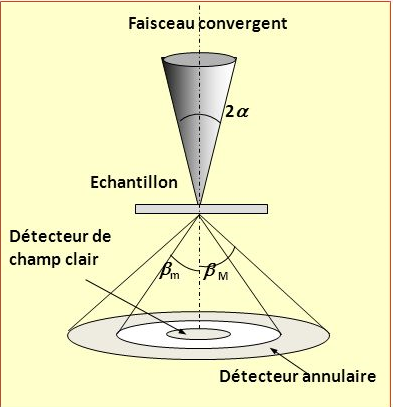 Faisceau convergent
2α
Echantillon
Détecteur de
champ clair
βm
βM
Détecteur annulaire